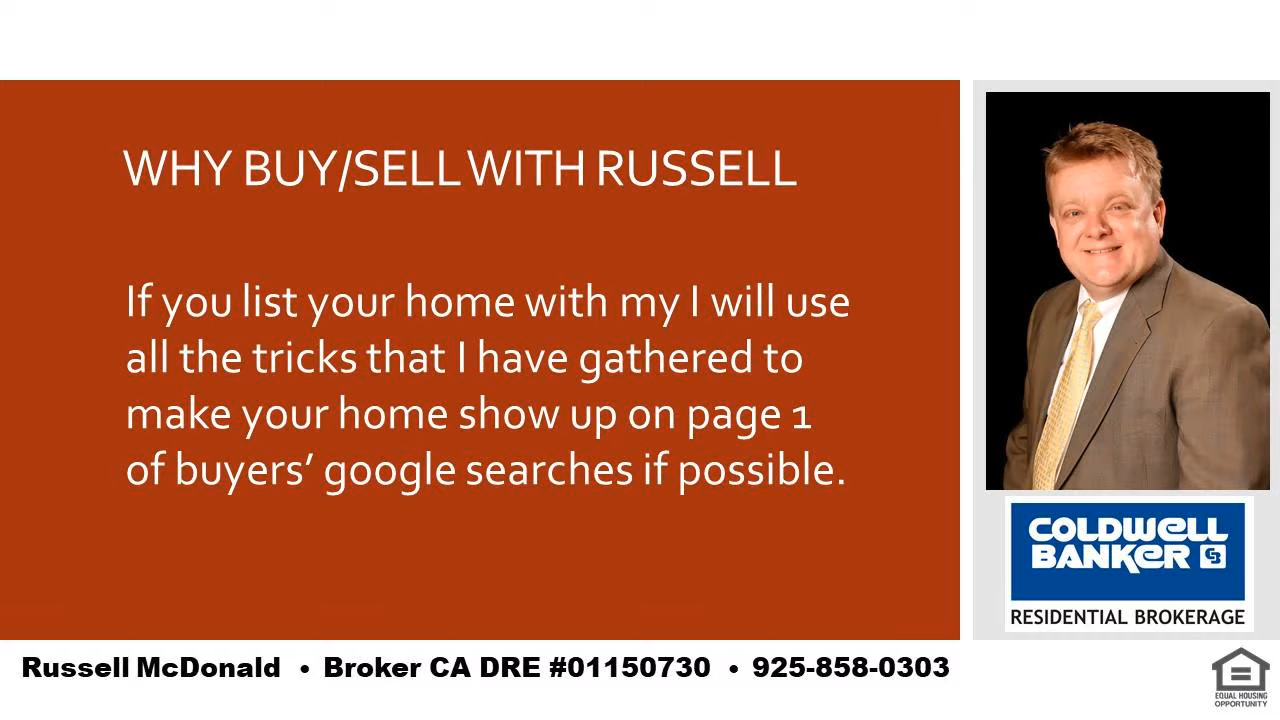 WHY BUY/SELL WITH RUSSELL
If you list your home with my I will use
all the tricks that I have gathered to
make your home show up on page 1
of buyers’ google searches if possible.
COLDWELL
BANKER CB
RESIDENTIAL BROKERAGE
Russell McDonald • Broker CA DRE #01150730 • 925-858-0303
EQUAL HOUSING
OPPORTUNITY